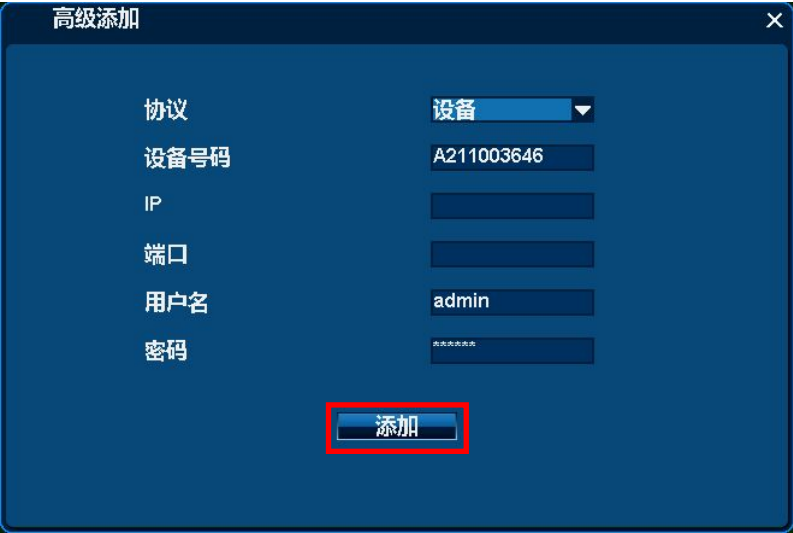 高级添加
协议 设备
设备号码 A211003646
IP
端口
用户名 admin
密码 ******
添加